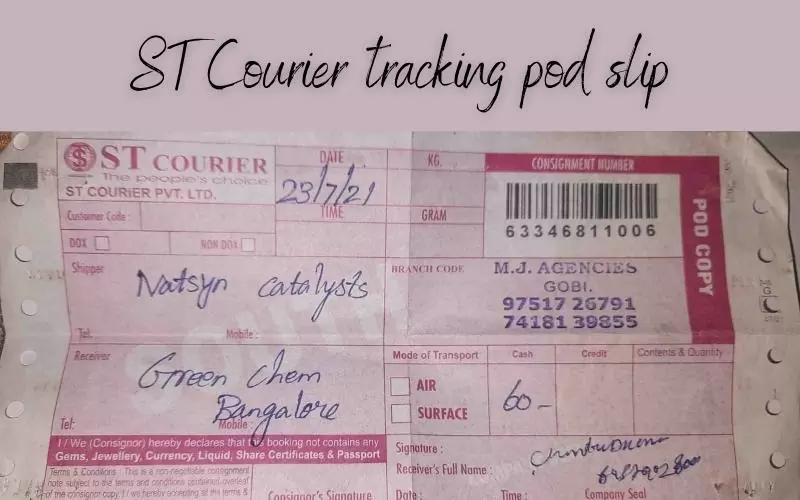 ST Courier tracking pod slip
ST COURIER
The people's choice
ST COURIER PVT. LTD.
DATE
23/7/21
KG.
CONSIGNMENT NUMBER
63346811006
POD COPY
Customer Code :
TIME
GRAM
DOX
NON DOX
Shipper
Natsyn catalysts
BRANCH CODE
M.J. AGENCIES
GOBI.
97517 26791
74181 39855
Tel.
Mobile :
Receiver
Green Chem
Bangalore
Mode of Transport
Cash
Credit
Contents & Quantity
AIR
SURFACE
60-
Tel:
Mobile :
I / We (Consignor) hereby declares that the booking not contains any
Gems, Jewellery, Currency, Liquid, Share Certificates & Passport
Signature :
Receiver's Full Name :
Terms & Conditions : This is a non-negotiable consignment
note subject to the terms and conditions
of the consignor copy. I / we hereby accepting all the terms &
Consignor's Signature
Date :
Time :
Company Seal